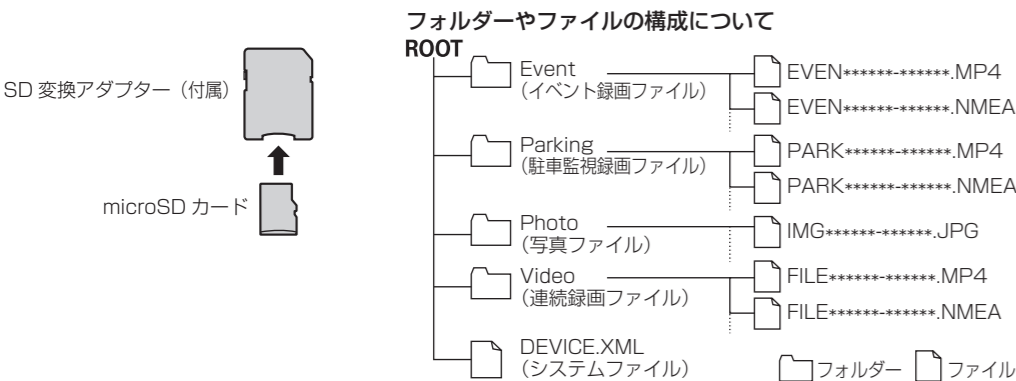 フォルダーやファイルの構成について
ROOT
SD 変換アダプター（付属）
microSD カード
Event
（イベント録画ファイル）
EVEN******-******.MP4
EVEN******-******.NMEA
Parking
（駐車監視録画ファイル）
PARK******-******.MP4
PARK******-******.NMEA
Photo
（写真ファイル）
IMG******-******.JPG
Video
（連続録画ファイル）
FILE******-******.MP4
FILE******-******.NMEA
DEVICE.XML
（システムファイル）
フォルダー
ファイル